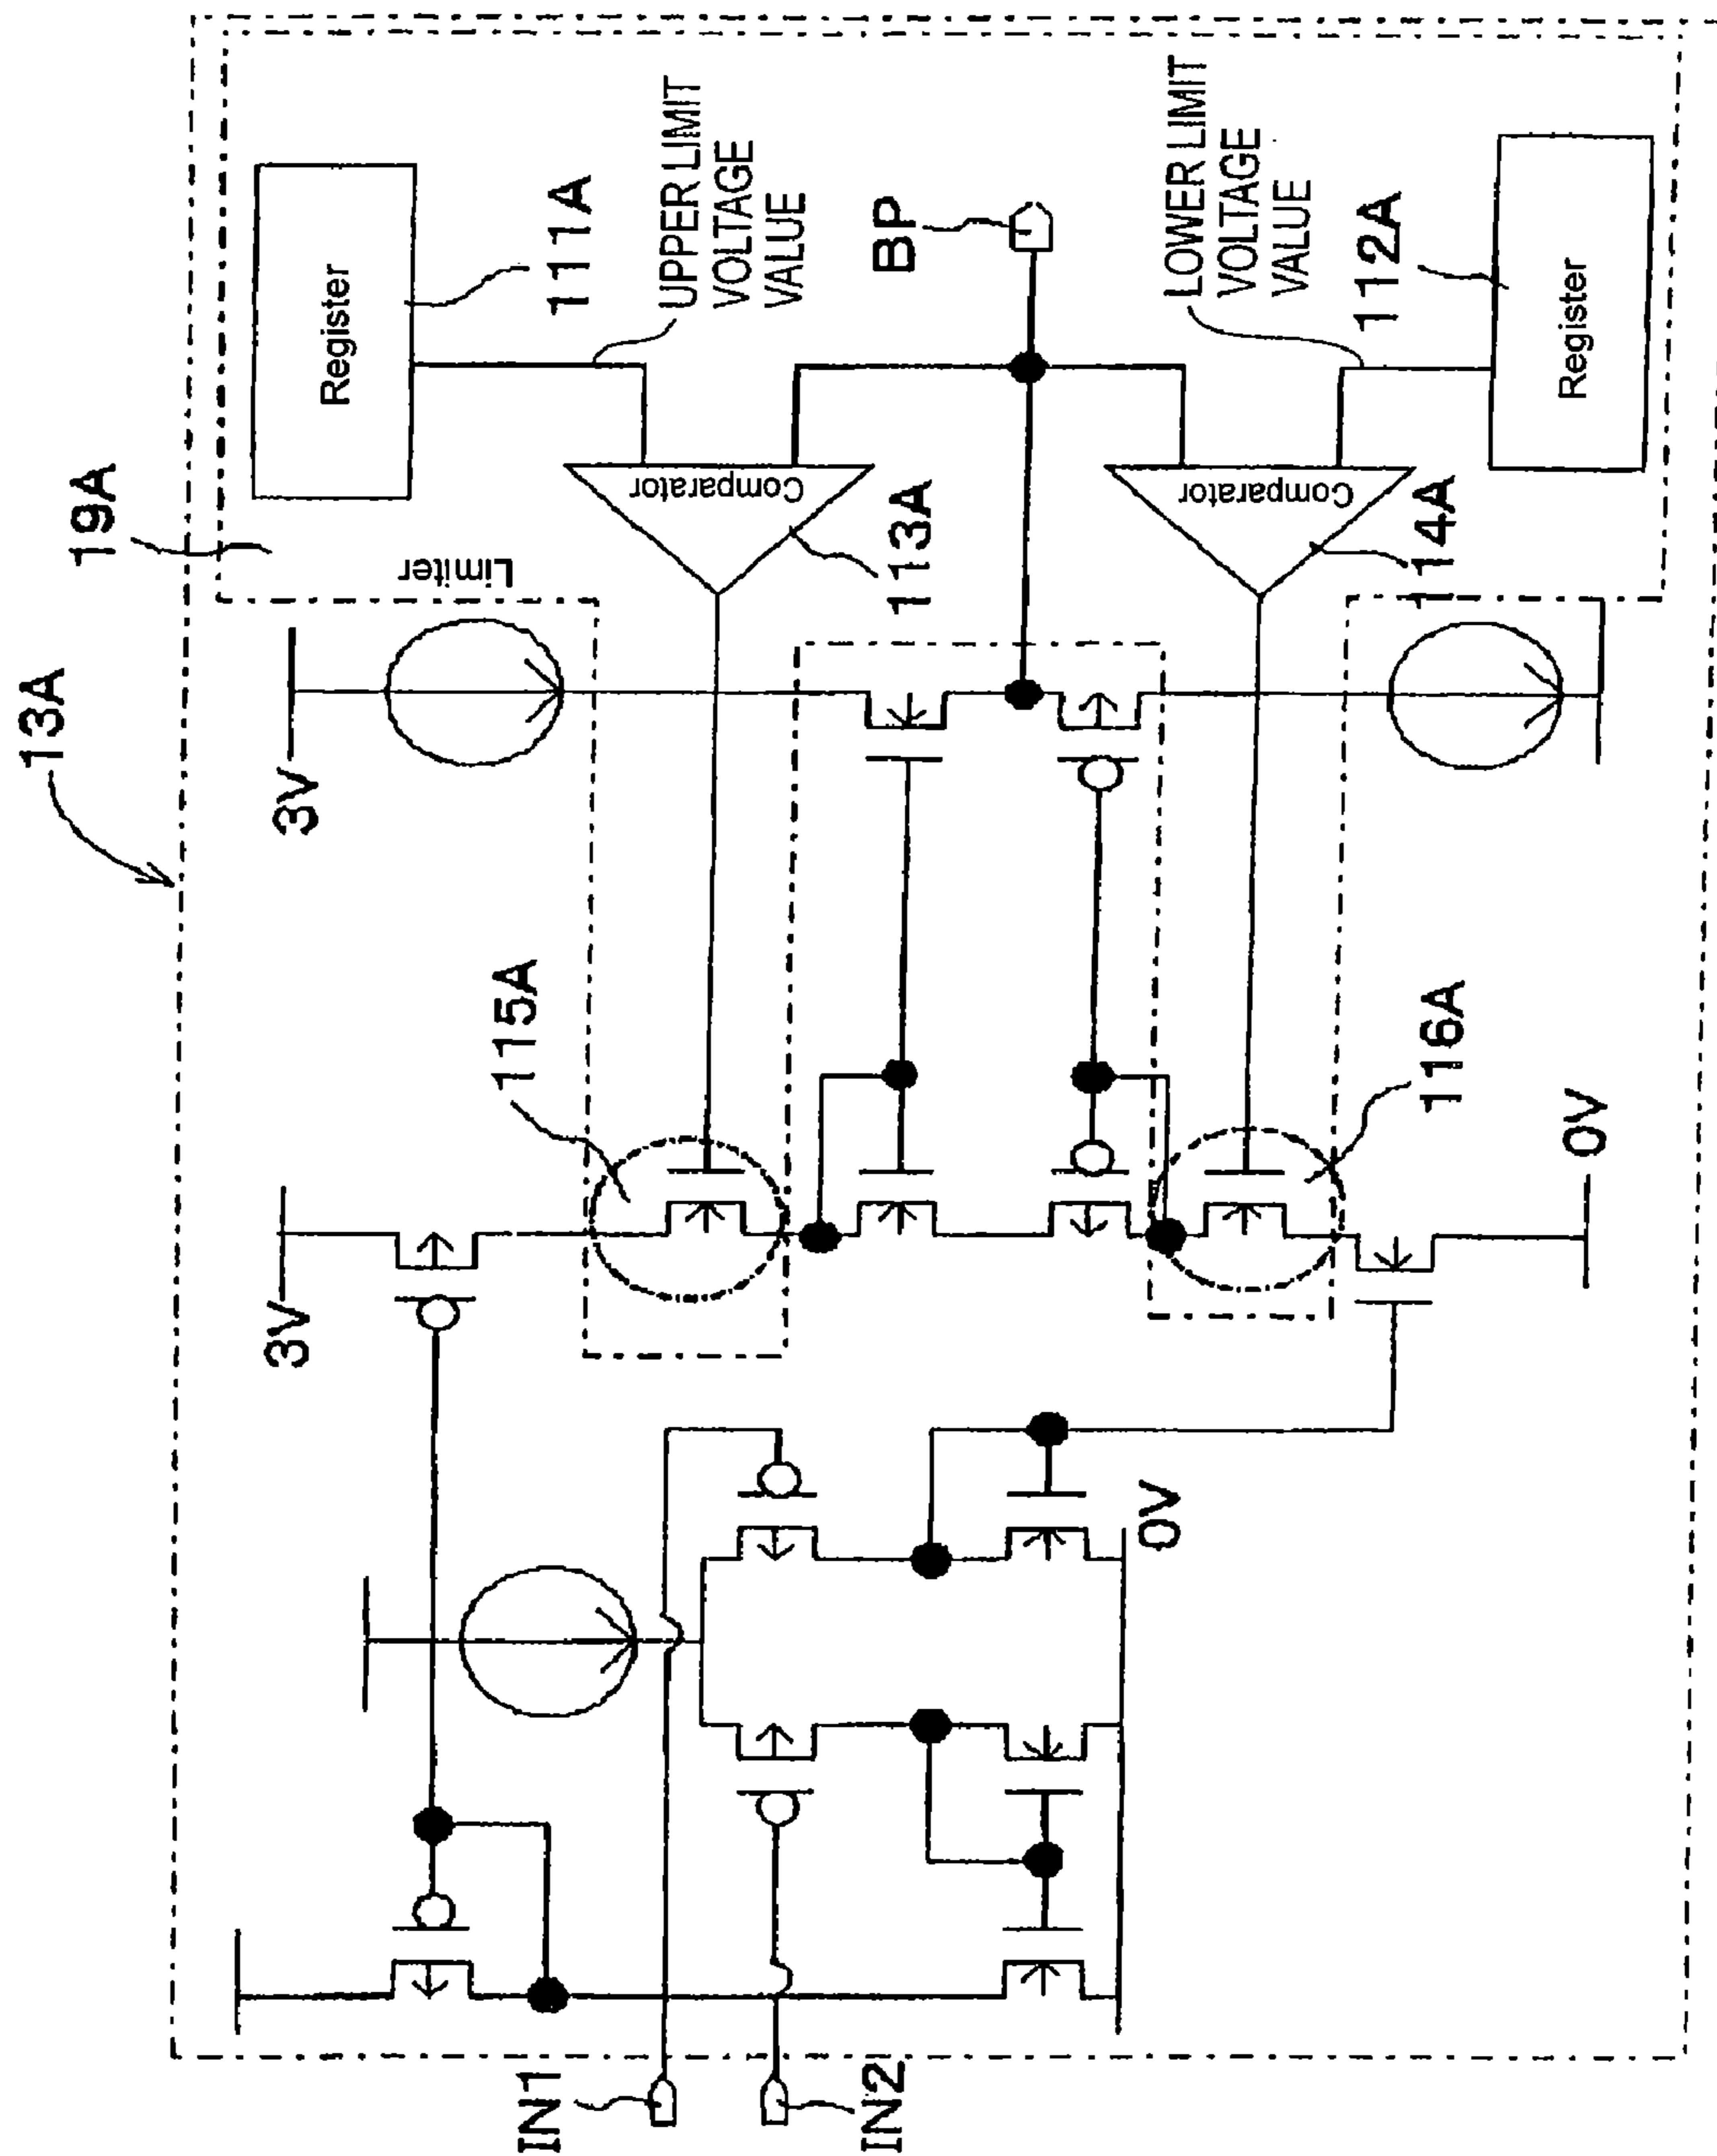 13A
19A
3V
3V
Limiter
Register
111A
115A
UPPER LIMIT
VOLTAGE
VALUE
Comparator
113A
IN1
IN2
BP
0V
LOWER LIMIT
VOLTAGE
VALUE
Comparator
114A
112A
Register
116A
0V